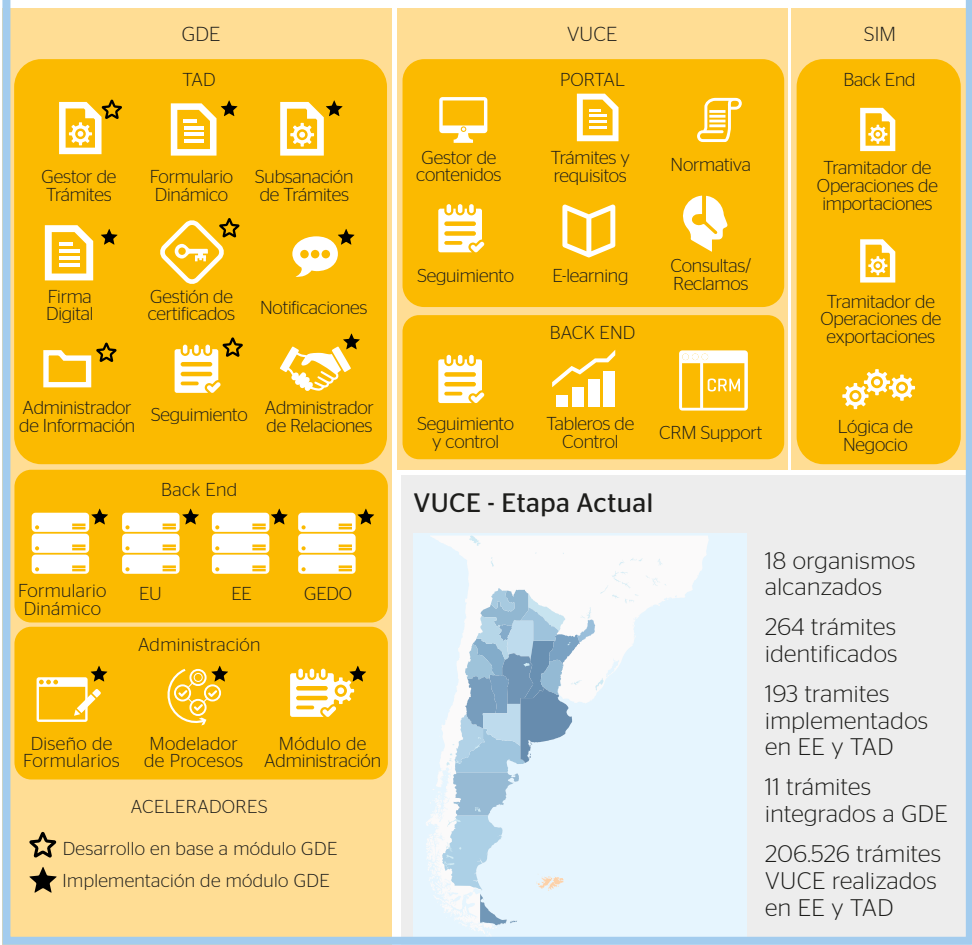 GDE
TAD
Gestor de
Trámites
Formulario
Dinámico
Subsanación
de Trámites
Firma
Digital
Gestión de
certificados
Notificaciones
Administrador
de Información
Seguimiento
Administrador
de Relaciones
Back End
Formulario
Dinámico
EU
EE
GEDO
Administración
Diseño de
Formularios
Modelador
de Procesos
Módulo de
Administración
ACELERADORES
Desarrollo en base a módulo GDE
Implementación de módulo GDE
VUCE
PORTAL
Gestor de
contenidos
Trámites y
requisitos
Normativa
Seguimiento
E-learning
Consultas/
Reclamos
BACK END
Seguimiento
y control
Tableros de
Control
CRM
CRM Support
SIM
Back End
Tramitador de
Operaciones de
importaciones
Tramitador de
Operaciones de
exportaciones
Lógica de
Negocio
VUCE - Etapa Actual
18 organismos
alcanzados
264 trámites
identificados
193 tramites
implementados
en EE y TAD
11 trámites
integrados a GDE
206.526 trámites
VUCE realizados
en EE y TAD